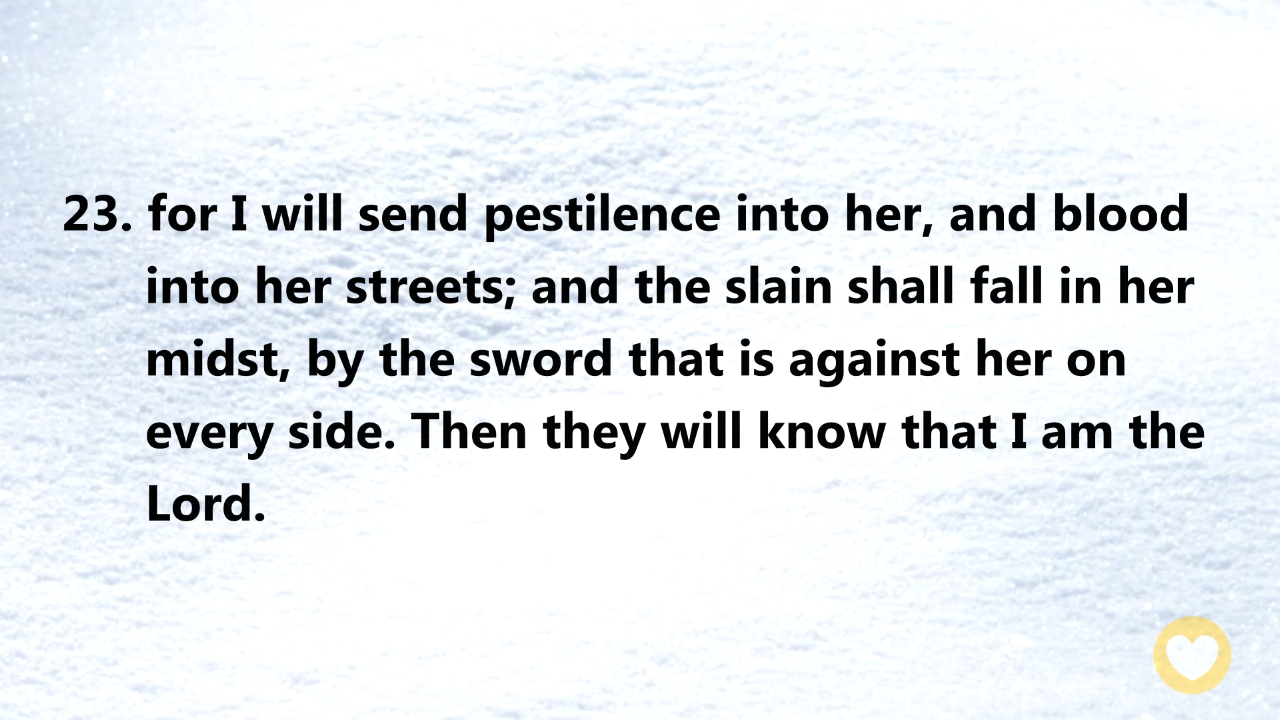 23. for I will send pestilence into her, and blood
into her streets; and the slain shall fall in her
midst, by the sword that is against her on
every side. Then they will know that I am the
Lord.